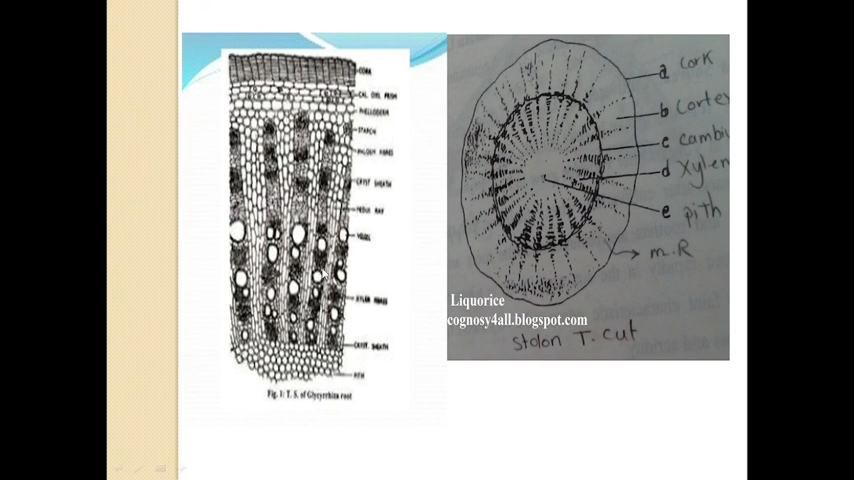 CORK
CAL OXL PRISM
PHELLODERM
STARCH
PHLOEM FIBRES
CRYST SHEATH
MEDUL RAY
VESSEL
XYLEM FIBRES
CRYST. SHEATH
PITH
Fig. 1: T. S. of Glycyrrhiza root
a cork
b cortex
c cambi
d xylem
e pith
m.R
Liquorice
cognosy4all.blogspot.com
stolon T. cut